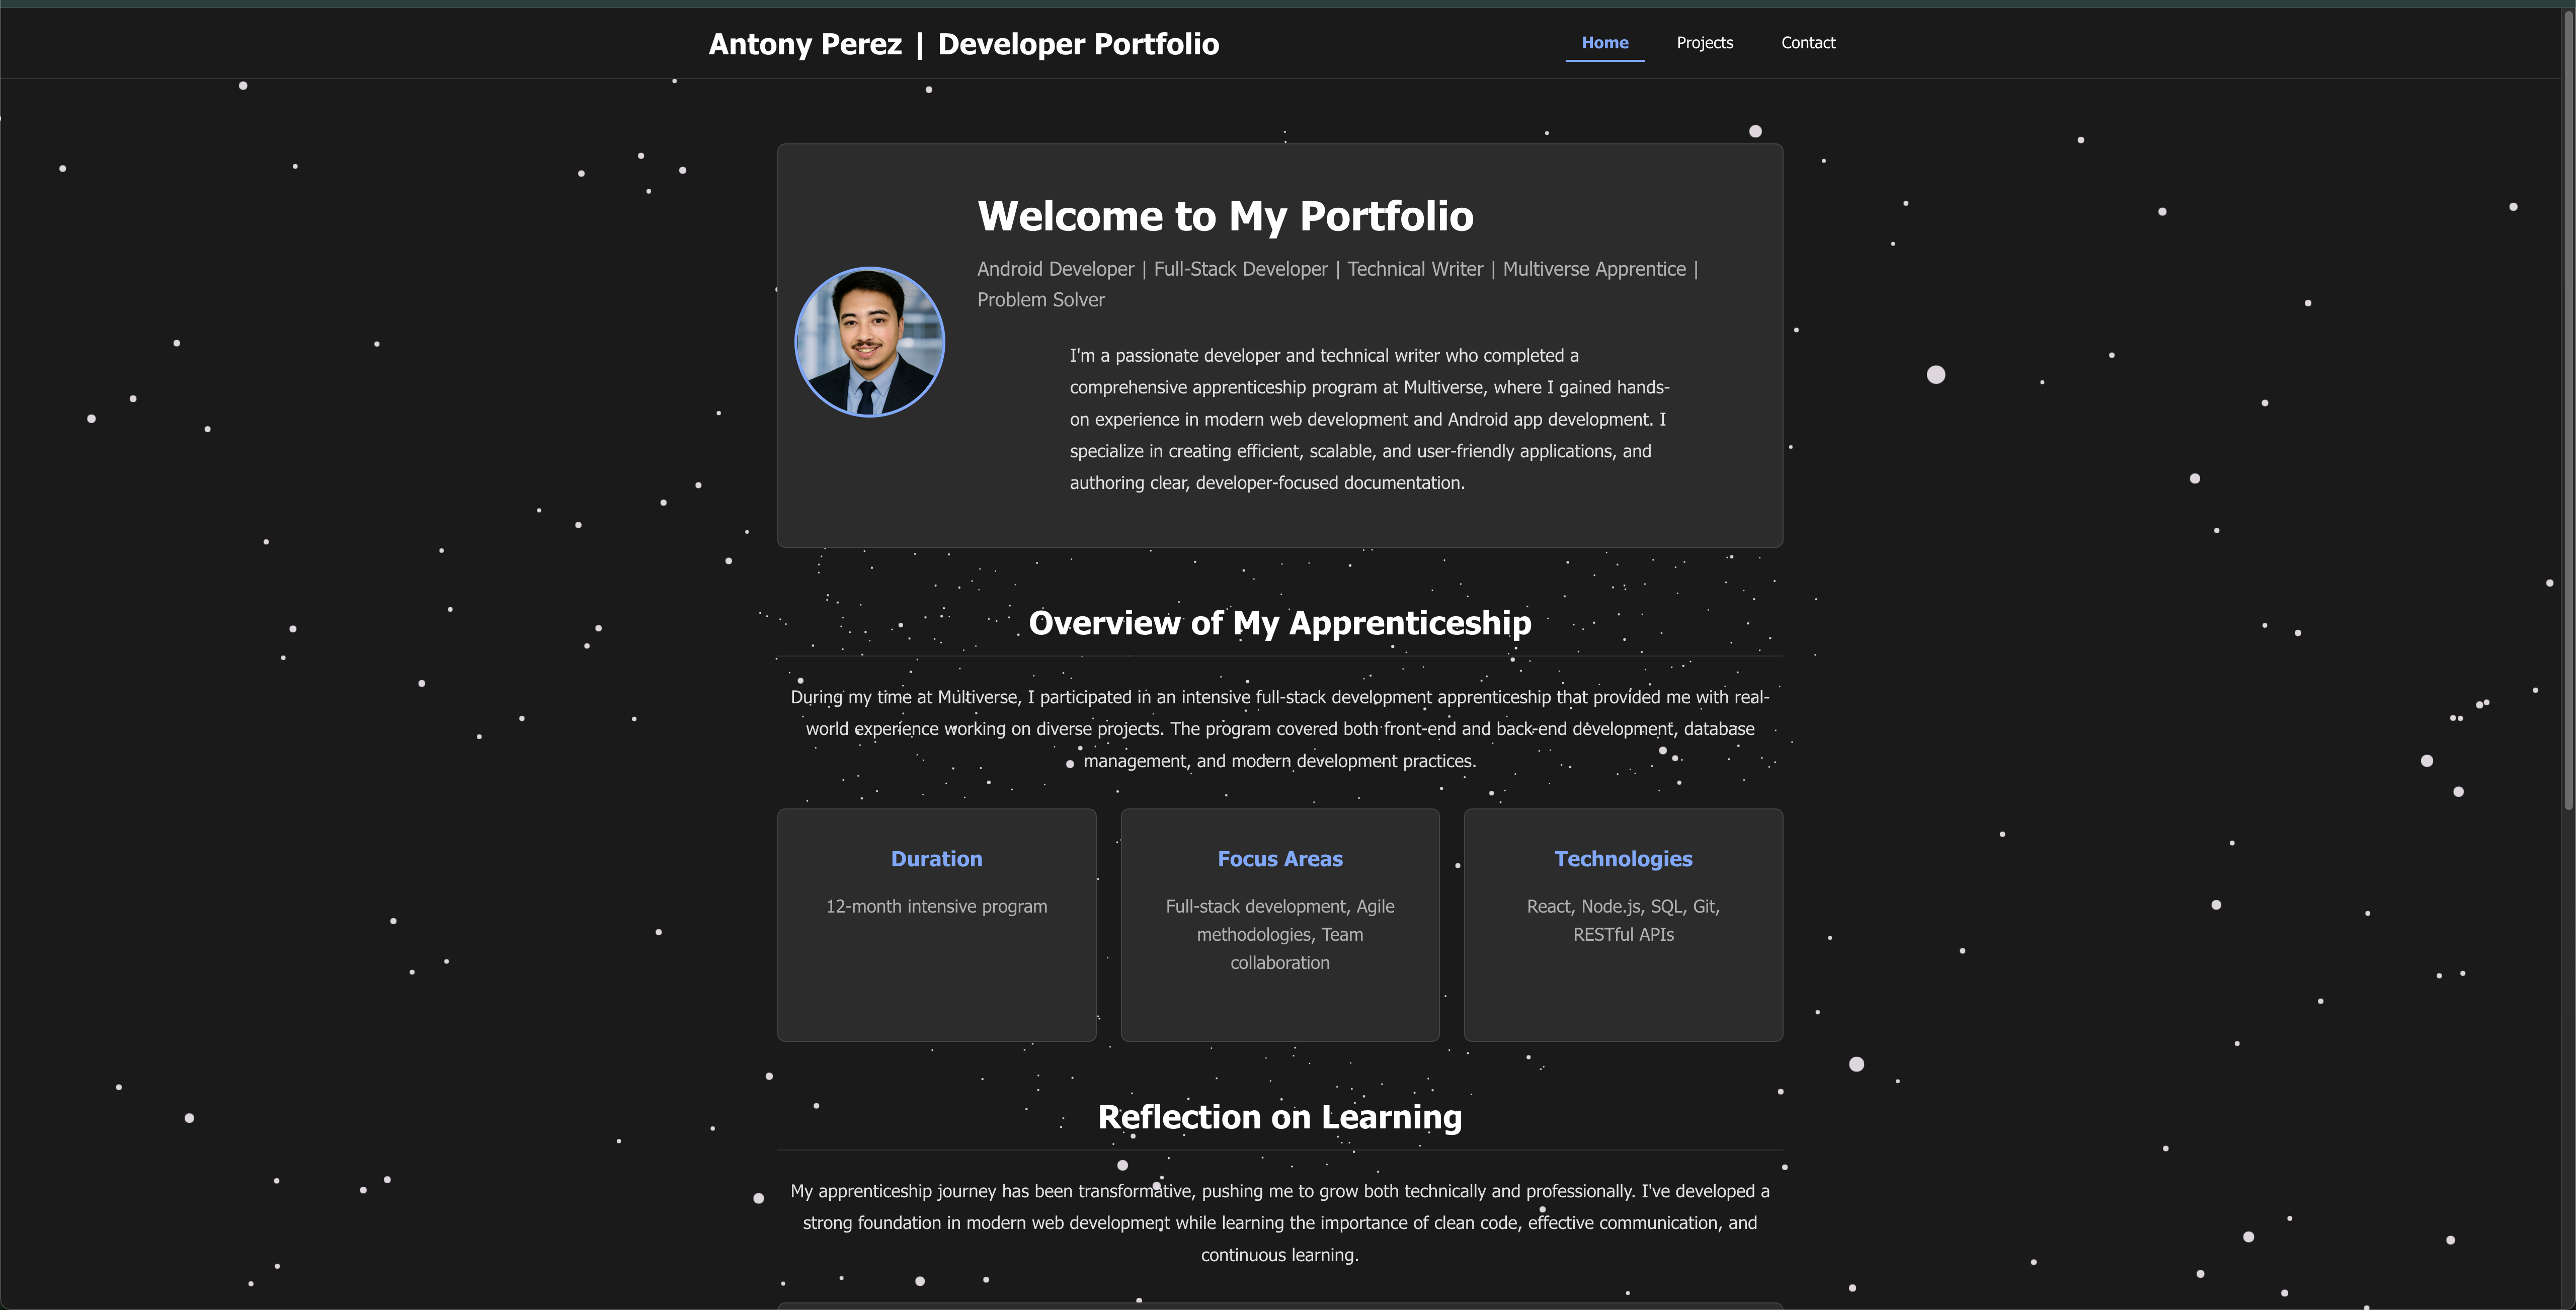 Antony Perez | Developer Portfolio
Home
Projects
Contact
Welcome to My Portfolio
Android Developer | Full-Stack Developer | Technical Writer | Multiverse Apprentice |
Problem Solver
I'm a passionate developer and technical writer who completed a
comprehensive apprenticeship program at Multiverse, where I gained hands-
on experience in modern web development and Android app development. I
specialize in creating efficient, scalable, and user-friendly applications, and
authoring clear, developer-focused documentation.
Overview of My Apprenticeship
During my time at Multiverse, I participated in an intensive full-stack development apprenticeship that provided me with real-
world experience working on diverse projects. The program covered both front-end and back-end development, database
management, and modern development practices.
Duration
12-month intensive program
Focus Areas
Full-stack development, Agile
methodologies, Team
collaboration
Technologies
React, Node.js, SQL, Git,
RESTful APIs
Reflection on Learning
My apprenticeship journey has been transformative, pushing me to grow both technically and professionally. I've developed a
strong foundation in modern web development while learning the importance of clean code, effective communication, and
continuous learning.